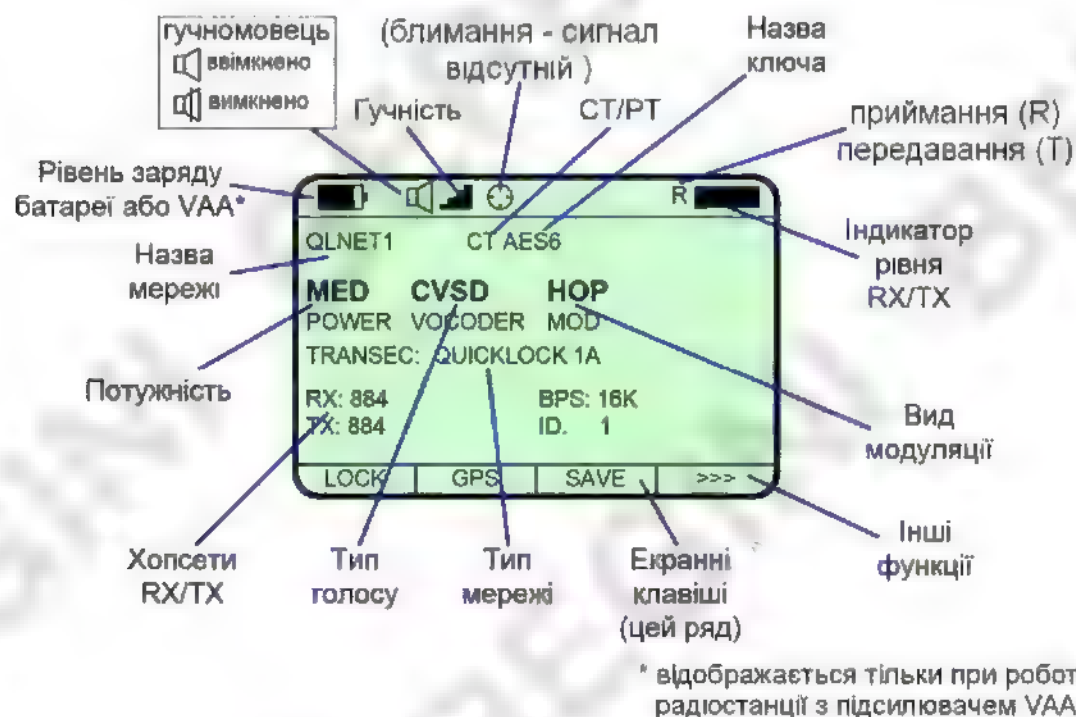 гучномовець
ввімкнено
вимкнено
(блимання - сигнал
відсутній )
Назва
ключа
Гучність
СТ/РТ
приймання (R)
передавання (Т)
Рівень заряду
батареї або VAA*
R
Назва
мережі
QLNET1 CT AES6
Індикатор
рівня
RX/TX
MED CVSD HOP
POWER VOCODER MOD
TRANSEC: QUICKLOCK 1A
Потужність
RX: 884 BPS: 16K
TX: 884 ID. 1
Вид
модуляції
LOCK GPS SAVE >>>
Хопсети
RX/TX
Тип
голосу
Тип
мережі
Екранні
клавіші
(цей ряд)
Інші
функції
* відображається тільки при робот
радіостанції з підсилювачем VAA